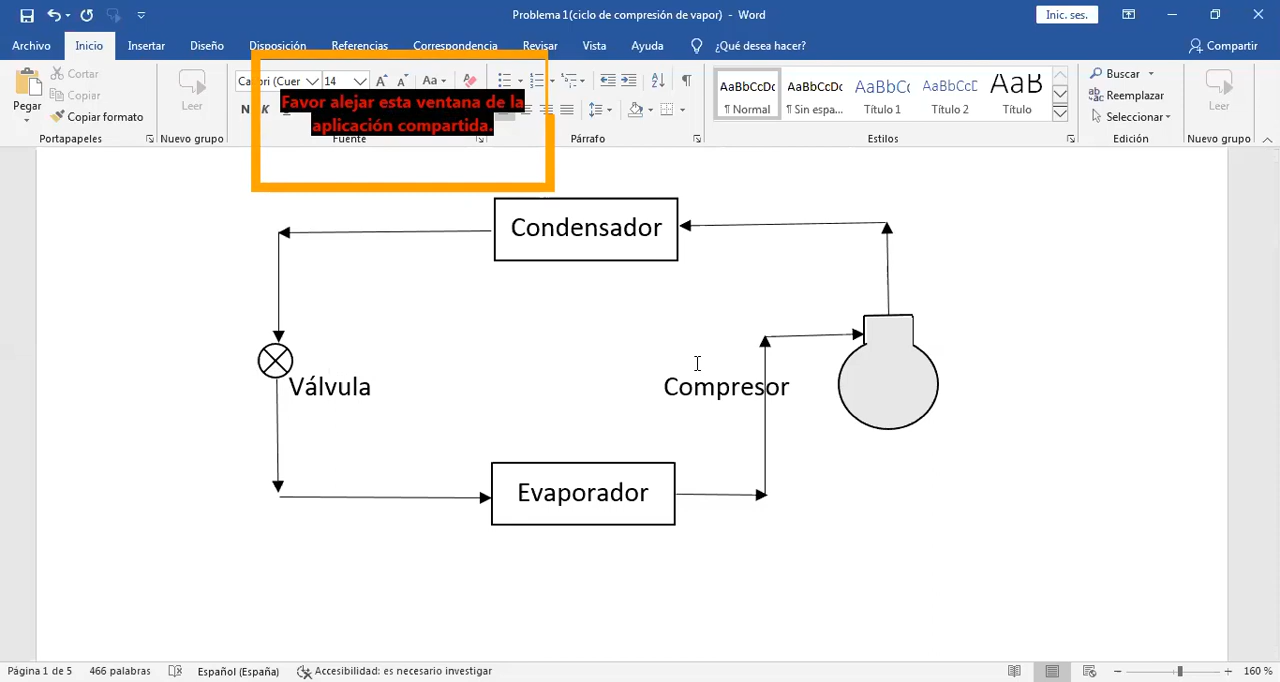 Problema 1(ciclo de compresión de vapor) - Word
Inic. ses.
Archivo Inicio Insertar Diseño Disposición Referencias Correspondencia Revisar Vista Ayuda ¿Qué desea hacer? Compartir
Pegar
Cortar
Copiar
Copiar formato
Portapapeles
Leer
Nuevo grupo
14
Aa
N K
Fuente
Favor alejar esta ventana de la
aplicación compartida.
Párrafo
AaBbCcDc AaBbCcDc AaBbCc AaBbCcD AaB
¶ Normal ¶ Sin espa... Título 1 Título 2 Título
Estilos
Buscar
Reemplazar
Seleccionar
Edición
Leer
Nuevo grupo
Condensador
Válvula
Compresor
Evaporador
Página 1 de 5 466 palabras Español (España) Accesibilidad: es necesario investigar 160 %